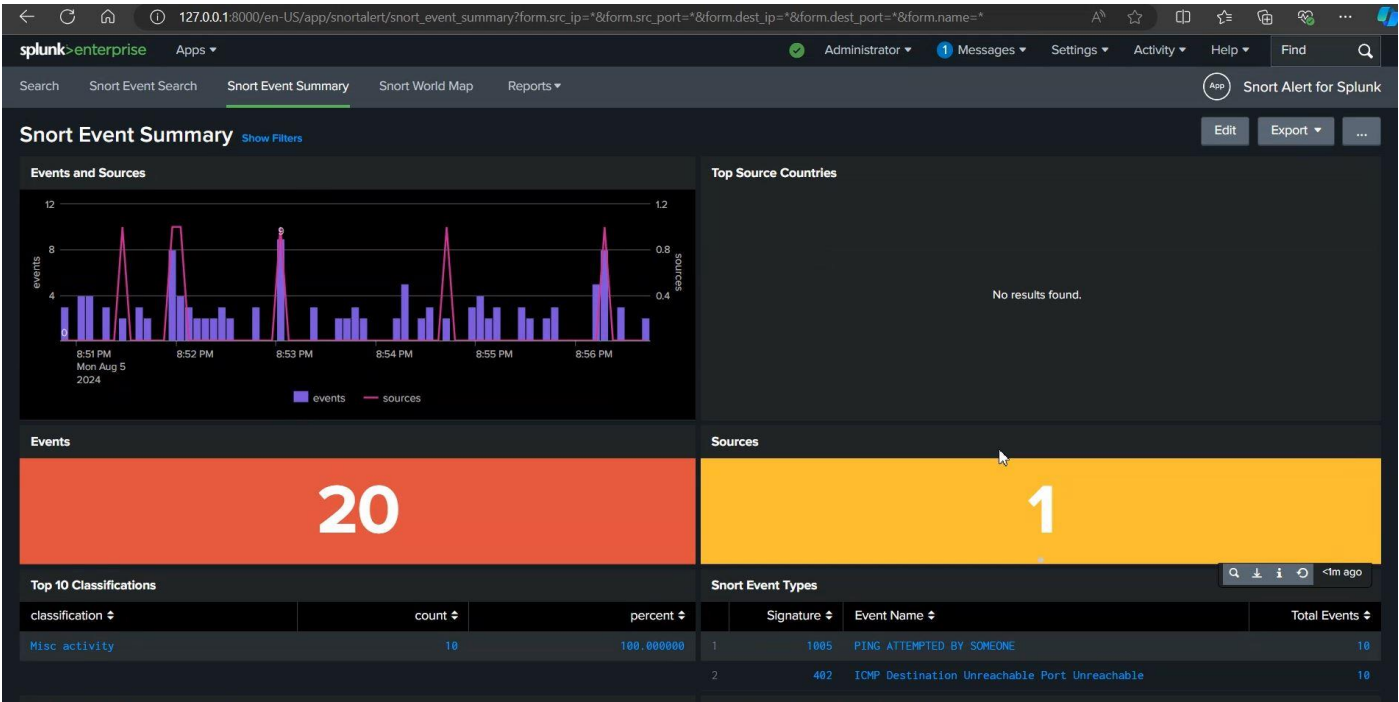 127.0.0.1:8000/en-US/app/snortalert/snort_event_summary?form.src_ip=*&form.src_port=*&form.dest_ip=*&form.dest_port=*&form.name=*
splunk>enterprise Apps Administrator 1 Messages Settings Activity Help Find
Search Snort Event Search Snort Event Summary Snort World Map Reports App Snort Alert for Splunk
Snort Event Summary Show Filters Edit Export ...
Events and Sources
12 1.2
9
8 0.8
events sources
4 0.4
0
8:51 PM 8:52 PM 8:53 PM 8:54 PM 8:55 PM 8:56 PM
Mon Aug 5
2024
events sources
Top Source Countries
No results found.
Events
20
Sources
1
<1m ago
Top 10 Classifications
classification count percent
Misc activity 10 100.000000
Snort Event Types
Signature Event Name Total Events
1 1005 PING ATTEMPTED BY SOMEONE 10
2 402 ICMP Destination Unreachable Port Unreachable 10